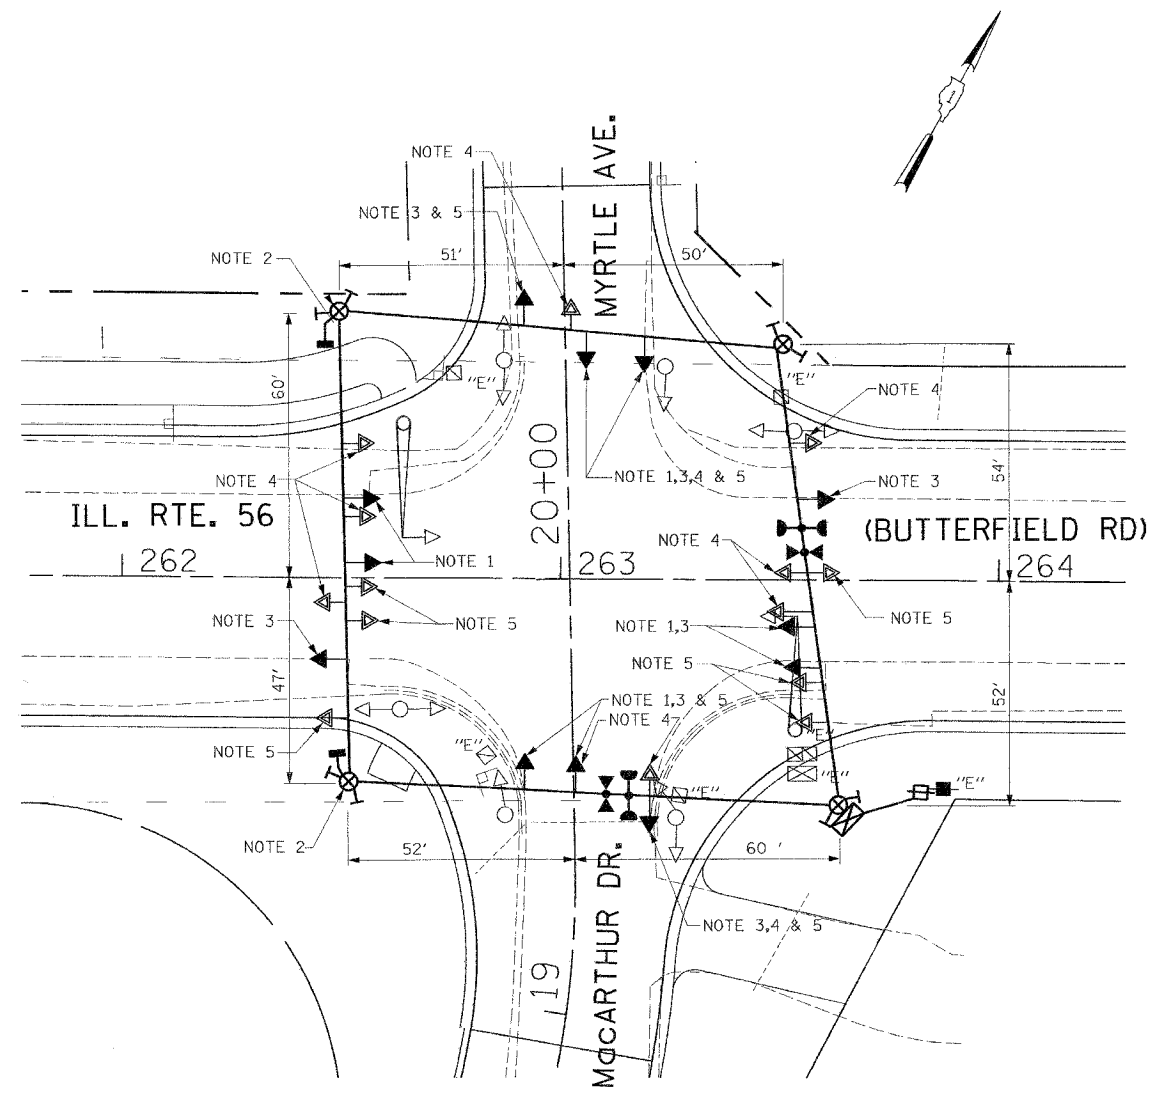 NOTE 4
MYRTLE AVE.
NOTE 3 & 5
NOTE 2
51'
50'
60'
"E"
"E"
NOTE 4
54'
20+00
NOTE 4
NOTE 1,3,4 & 5
NOTE 3
ILL. RTE. 56
(BUTTERFIELD RD)
NOTE 4
262
NOTE 1
263
264
NOTE 3
NOTE 5
NOTE 1,3
NOTE 5
NOTE 5
47'
52'
NOTE 1,3 & 5
NOTE 4
"E"
NOTE 5
"E"
"E"
"E"
"E"
NOTE 2
52'
60 '
MacARTHUR DR.
NOTE 3,4 & 5
19